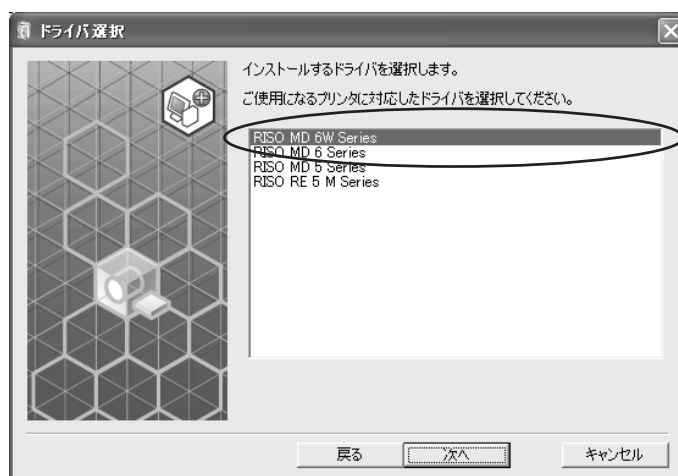 ドライバ選択
インストールするドライバを選択します。
ご使用になるプリンタに対応したドライバを選択してください。
RISO MD 6W Series
RISO MD 6 Series
RISO MD 5 Series
RISO RE 5 M Series
戻る
次へ
キャンセル